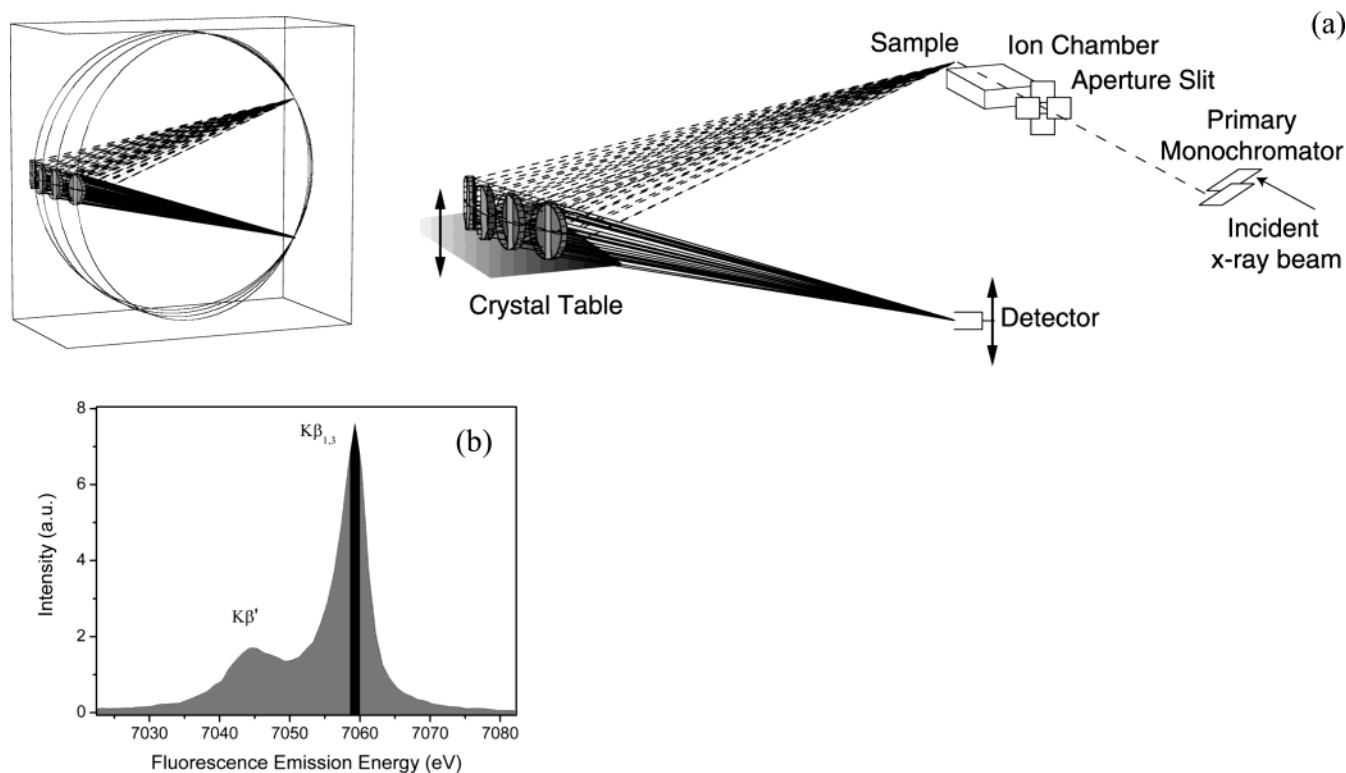 (a)
Sample
Ion Chamber
Aperture Slit
Primary
Monochromator
Incident
x-ray beam
Crystal Table
Detector
(b)
8
6
4
2
0
Kβ1,3
Kβ'
Intensity (a.u.)
7030 7040 7050 7060 7070 7080
Fluorescence Emission Energy (eV)